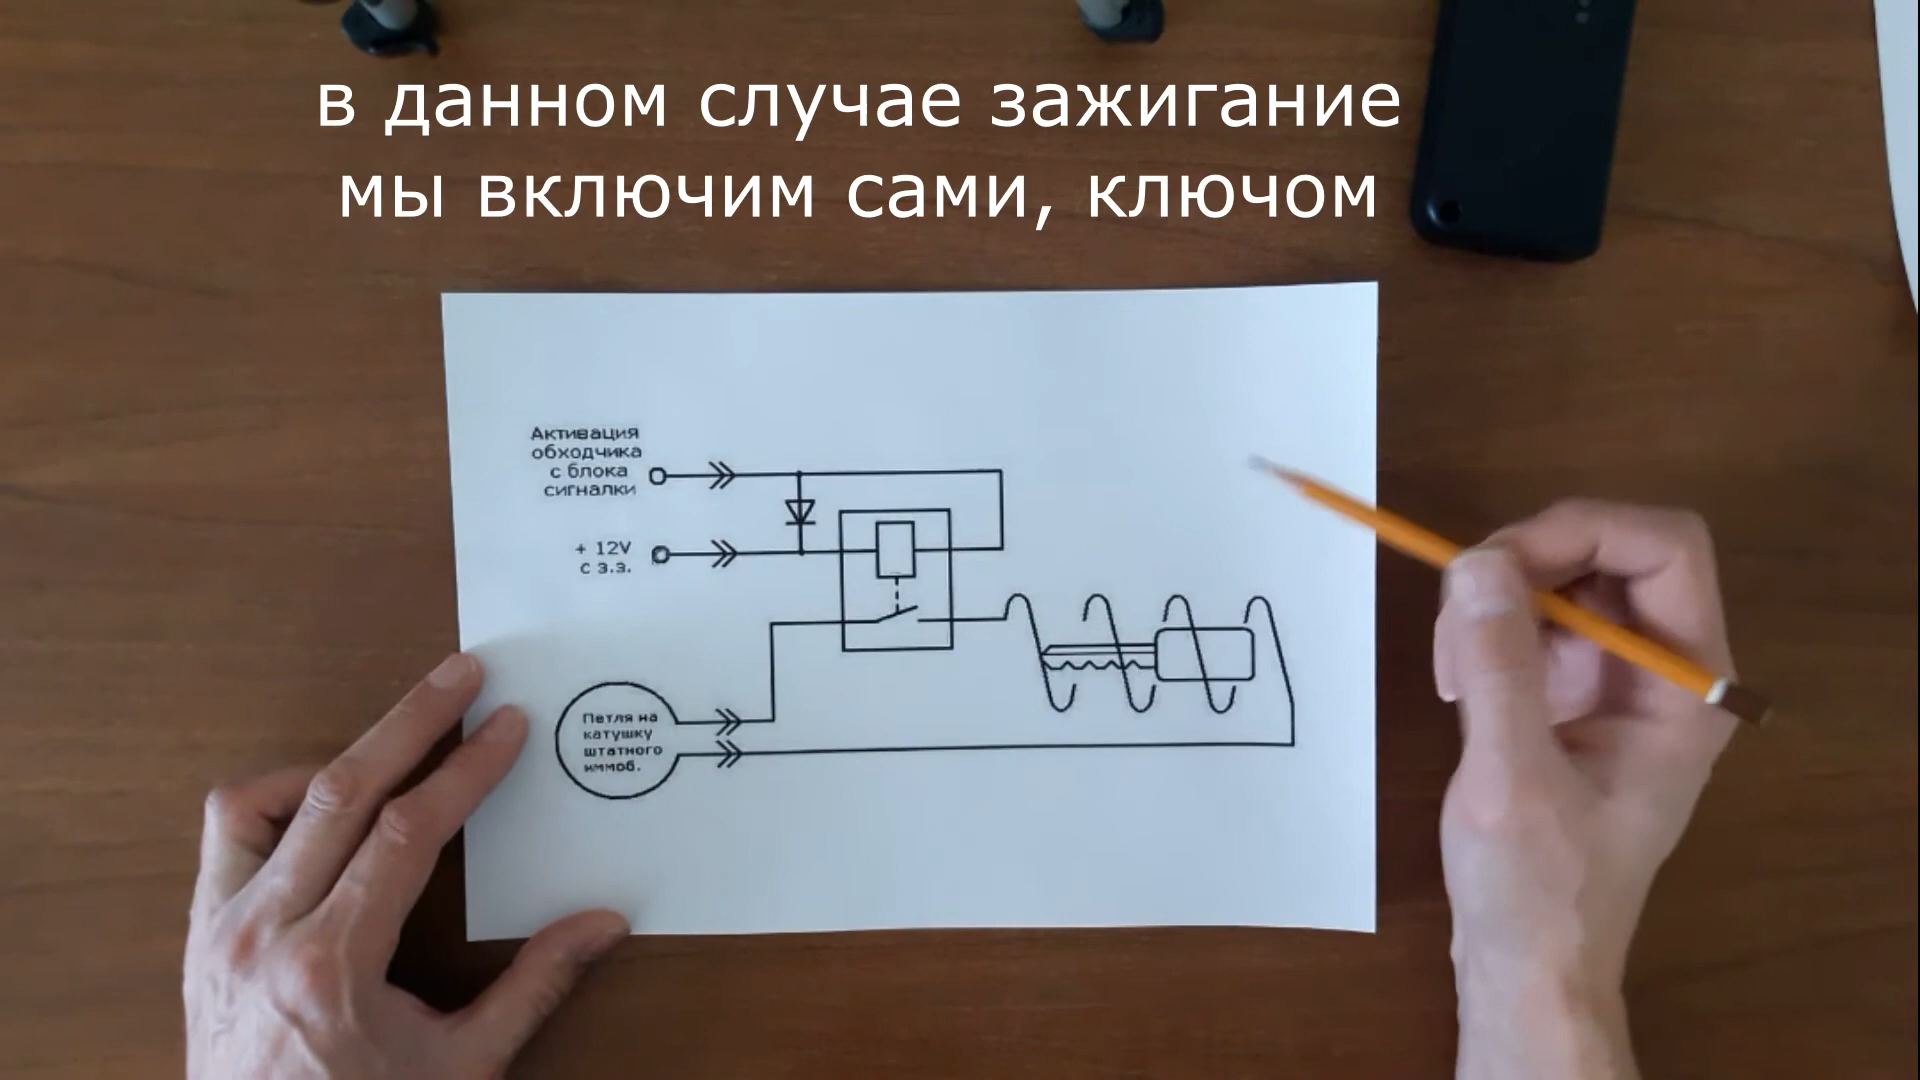 в данном случае зажигание
мы включим сами, ключом
Активация
обходчика
с блока
сигналки
+ 12V
с з.з.
Петля на
катушку
штатного
иммоб.